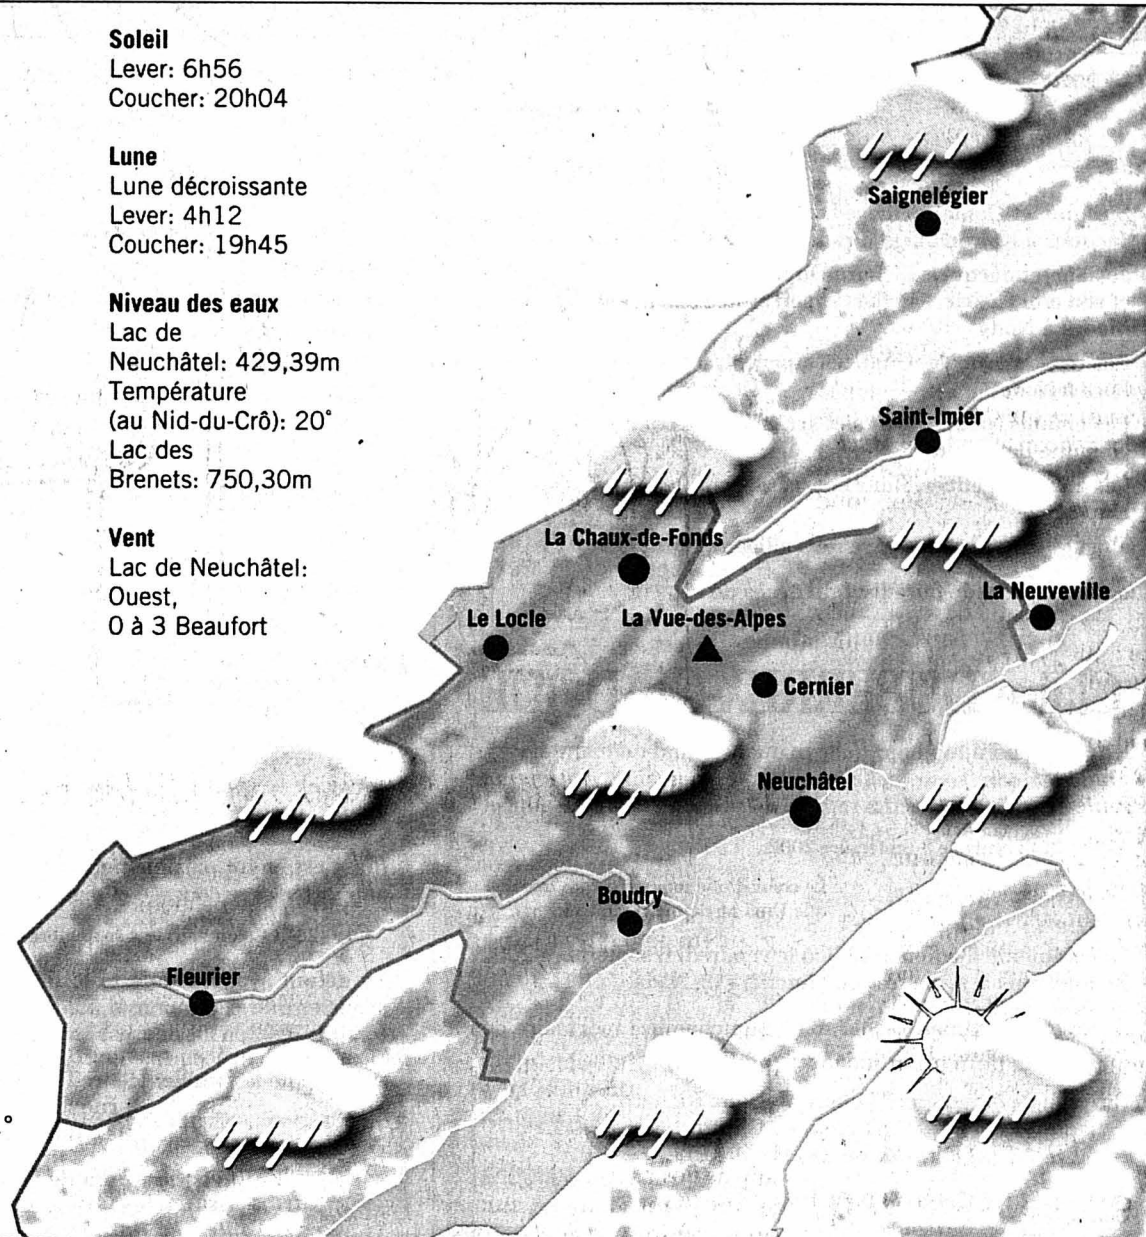 Soleil
Lever: 6h56
Coucher: 20h04
Lune
Lune décroissante
Lever: 4h12
Coucher: 19h45
Niveau des eaux
Lac de
Neuchâtel: 429,39m
Température
(au Nid-du-Crô): 20°
Lac des
Brenets: 750,30m
Vent
Lac de Neuchâtel:
Ouest,
0 à 3 Beaufort
Saignelégier
Saint-Imier
La Chaux-de-Fonds
La Neuveville
Le Locle
La Vue-des-Alpes
Cernier
Neuchâtel
Boudry
Fleurier